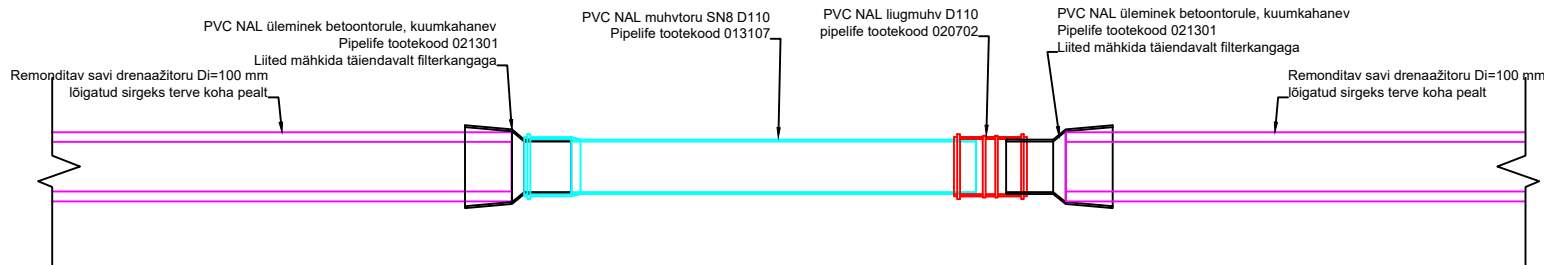 PVC NAL üleminek betoontorule, kuumkahanev
Pipelife tootekood 021301
Liited mähkida täiendavalt filterkangaga
Remonditav savi drenaažitoru Di=100 mm
lõigatud sirgeks terve koha pealt
PVC NAL muhvtoru SN8 D110
Pipelife tootekood 013107
PVC NAL liugmuhv D110
pipelife tootekood 020702
PVC NAL üleminek betoontorule, kuumkahanev
Pipelife tootekood 021301
Liited mähkida täiendavalt filterkangaga
Remonditav savi drenaažitoru Di=100 mm
lõigatud sirgeks terve koha pealt